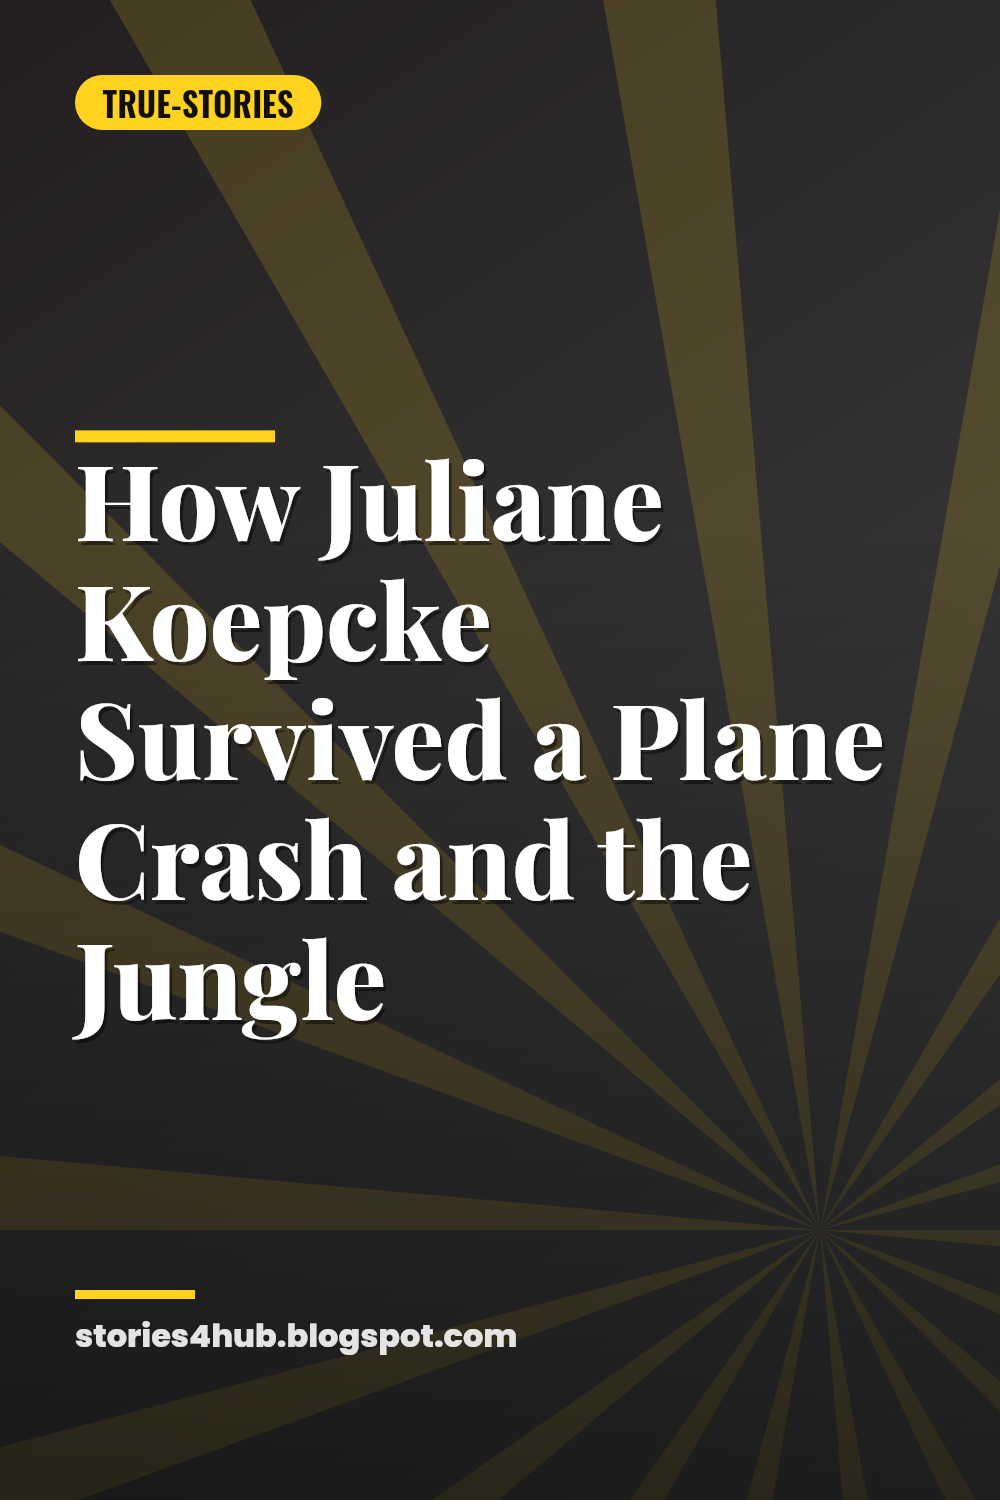 TRUE-STORIES
How Juliane
Koepcke
Survived a Plane
Crash and the
Jungle
stories4hub.blogspot.com